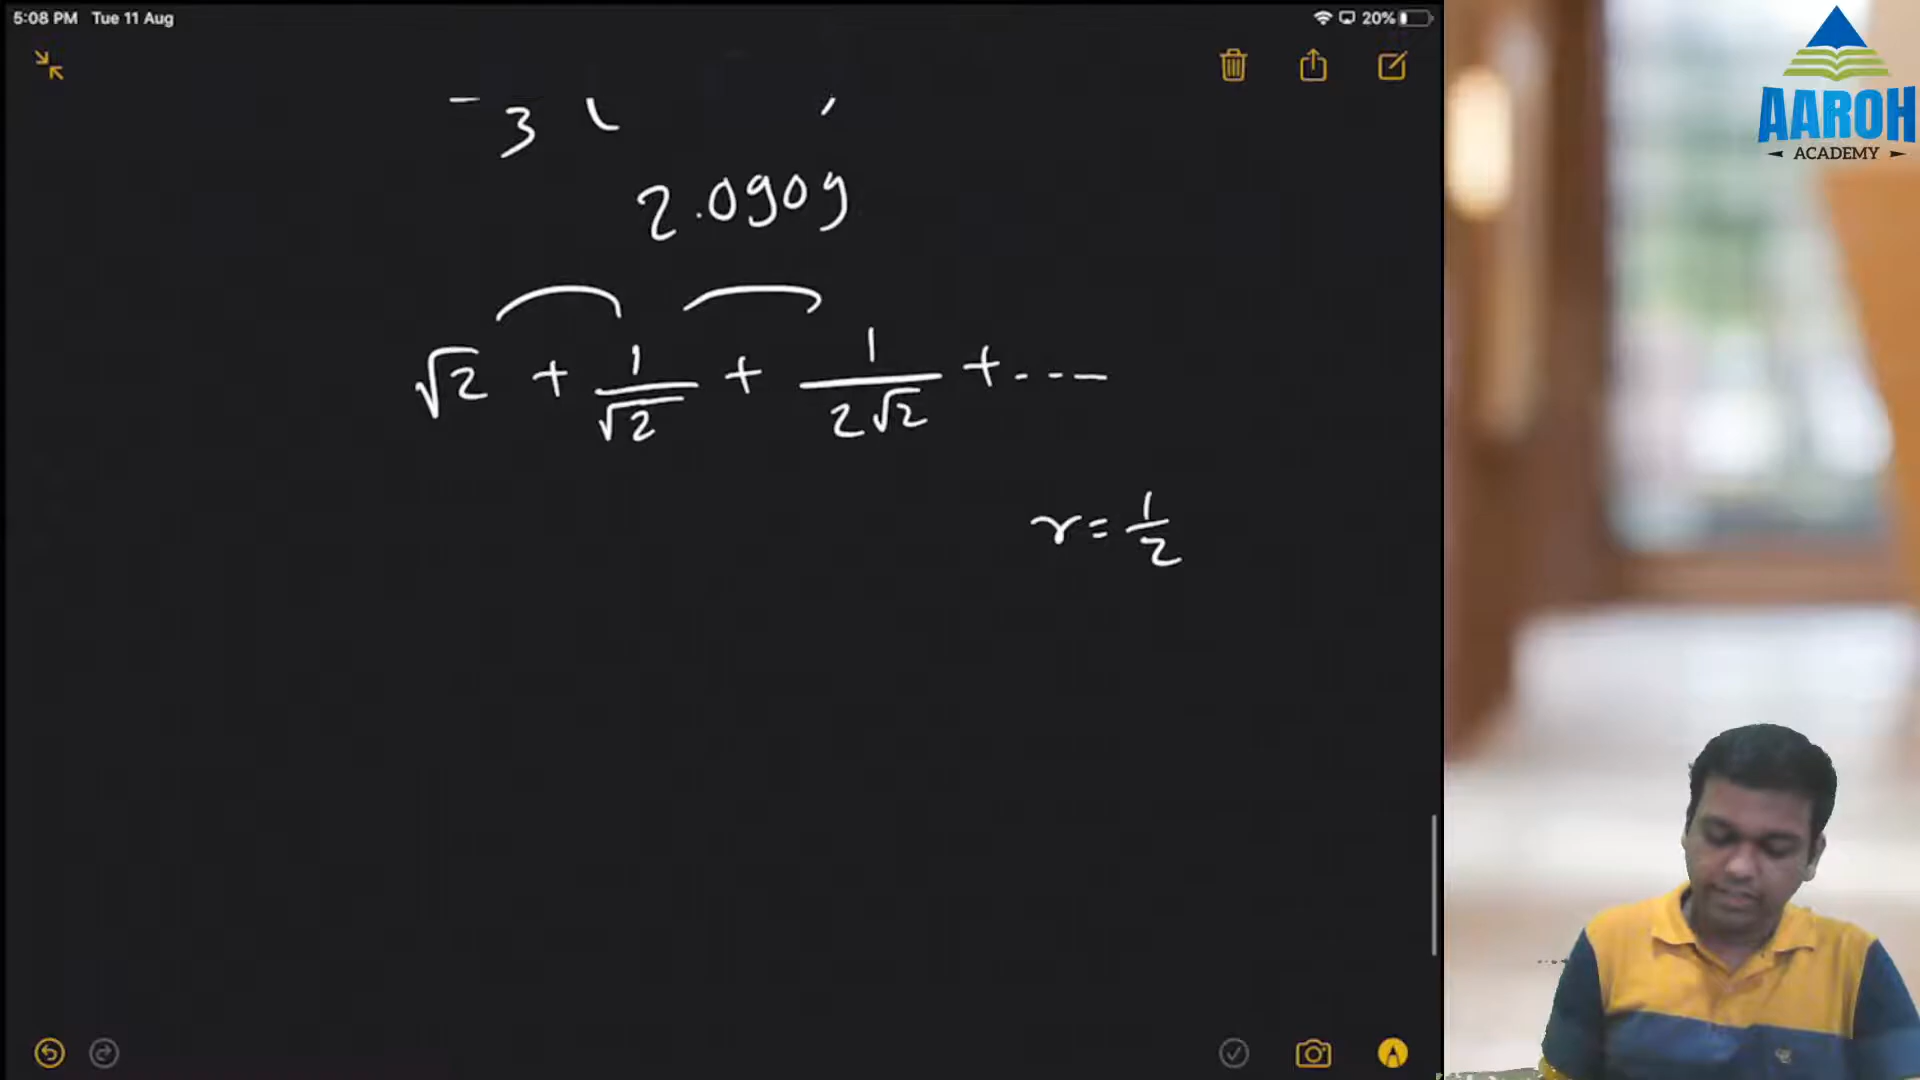 5:08 PM Tue 11 Aug
20%
AAROH
ACADEMY
3
2.0909
√2 + 1/√2 + 1/2√2 + ---
r = 1/2